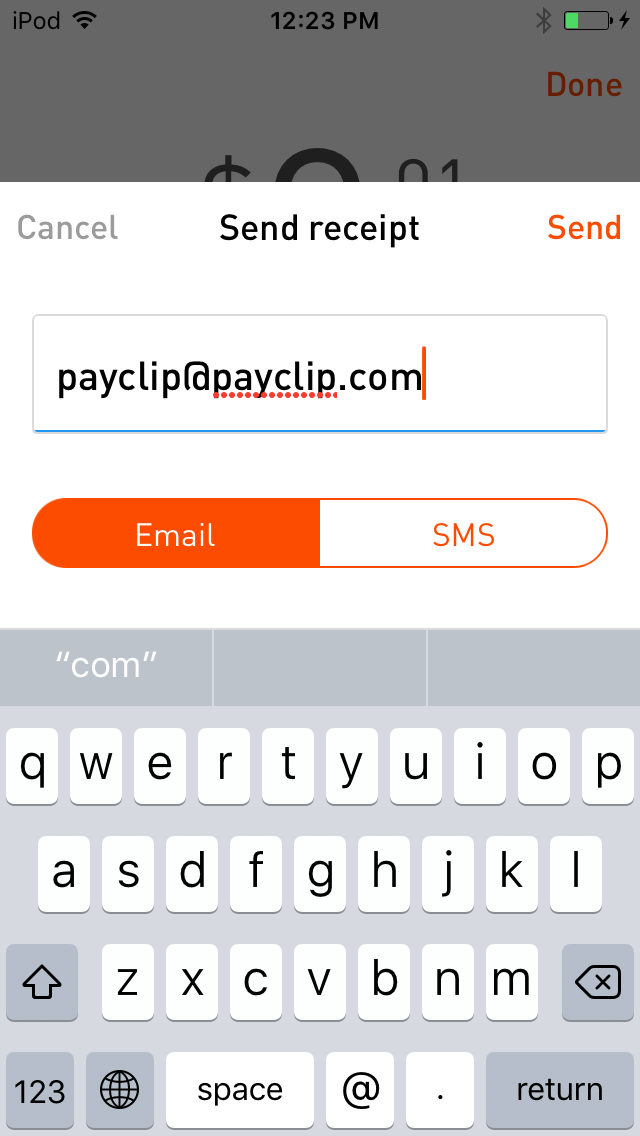 iPod 12:23 PM
Done
Cancel Send receipt Send
payclip@payclip.com
Email SMS
“com”
q w e r t y u i o p
a s d f g h j k l
z x c v b n m
123 space @ . return